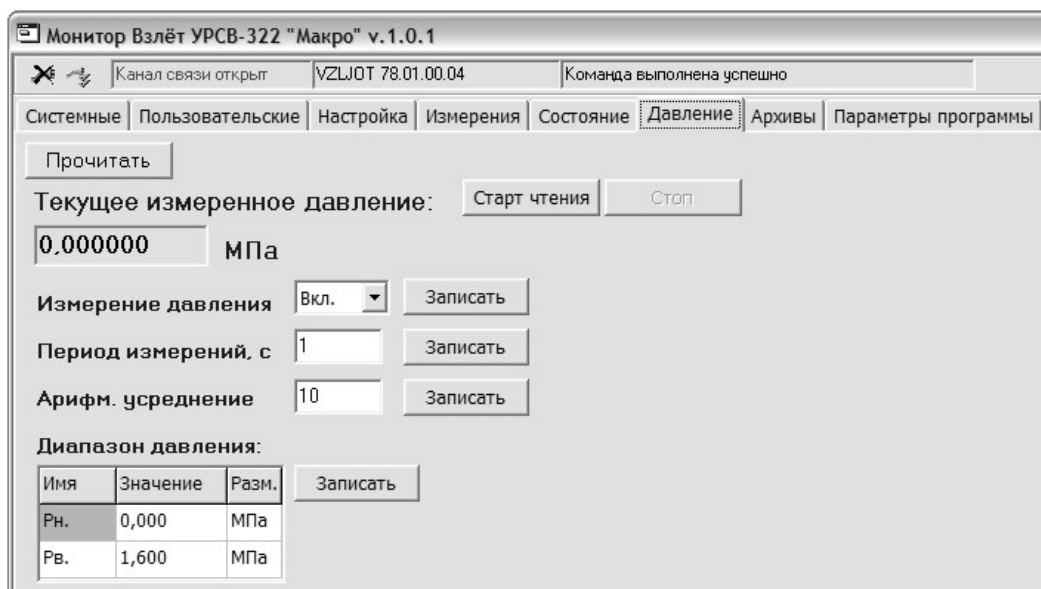 Монитор Взлёт УРСВ-322 "Макро" v.1.0.1
Канал связи открыт VZLJOT 78.01.00.04 Команда выполнена успешно
Системные Пользовательские Настройка Измерения Состояние Давление Архивы Параметры программы
Прочитать
Текущее измеренное давление: Старт чтения Стоп
0,000000 МПа
Измерение давления Вкл. Записать
Период измерений, с 1 Записать
Арифм. усреднение 10 Записать
Диапазон давления:
Имя Значение Разм. Записать
Рн. 0,000 МПа
Рв. 1,600 МПа